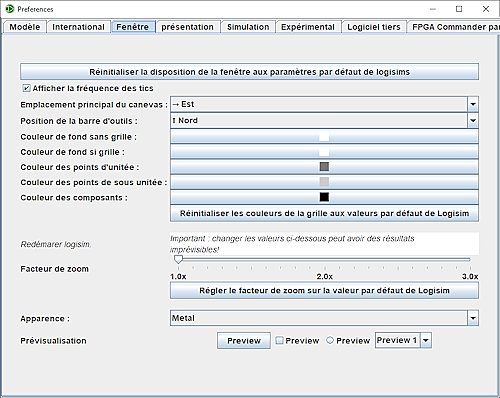 Preferences
Modèle International Fenêtre présentation Simulation Expérimental Logiciel tiers FPGA Commander par
Réinitialiser la disposition de la fenêtre aux paramètres par défaut de logisims
Afficher la fréquence des tics
Emplacement principal du canevas : → Est
Position de la barre d'outils : ↑ Nord
Couleur de fond sans grille :
Couleur de fond si grille :
Couleur des points d'unitée :
Couleur des points de sous unitée :
Couleur des composants :
Réinitialiser les couleurs de la grille aux valeurs par défaut de Logisim
Redémarer logisim.
Important : changer les valeurs ci-dessous peut avoir des résultats
imprévisibles!
Facteur de zoom
1.0x 2.0x 3.0x
Régler le facteur de zoom sur la valeur par défaut de Logisim
Apparence : Metal
Prévisualisation Preview Preview Preview Preview 1